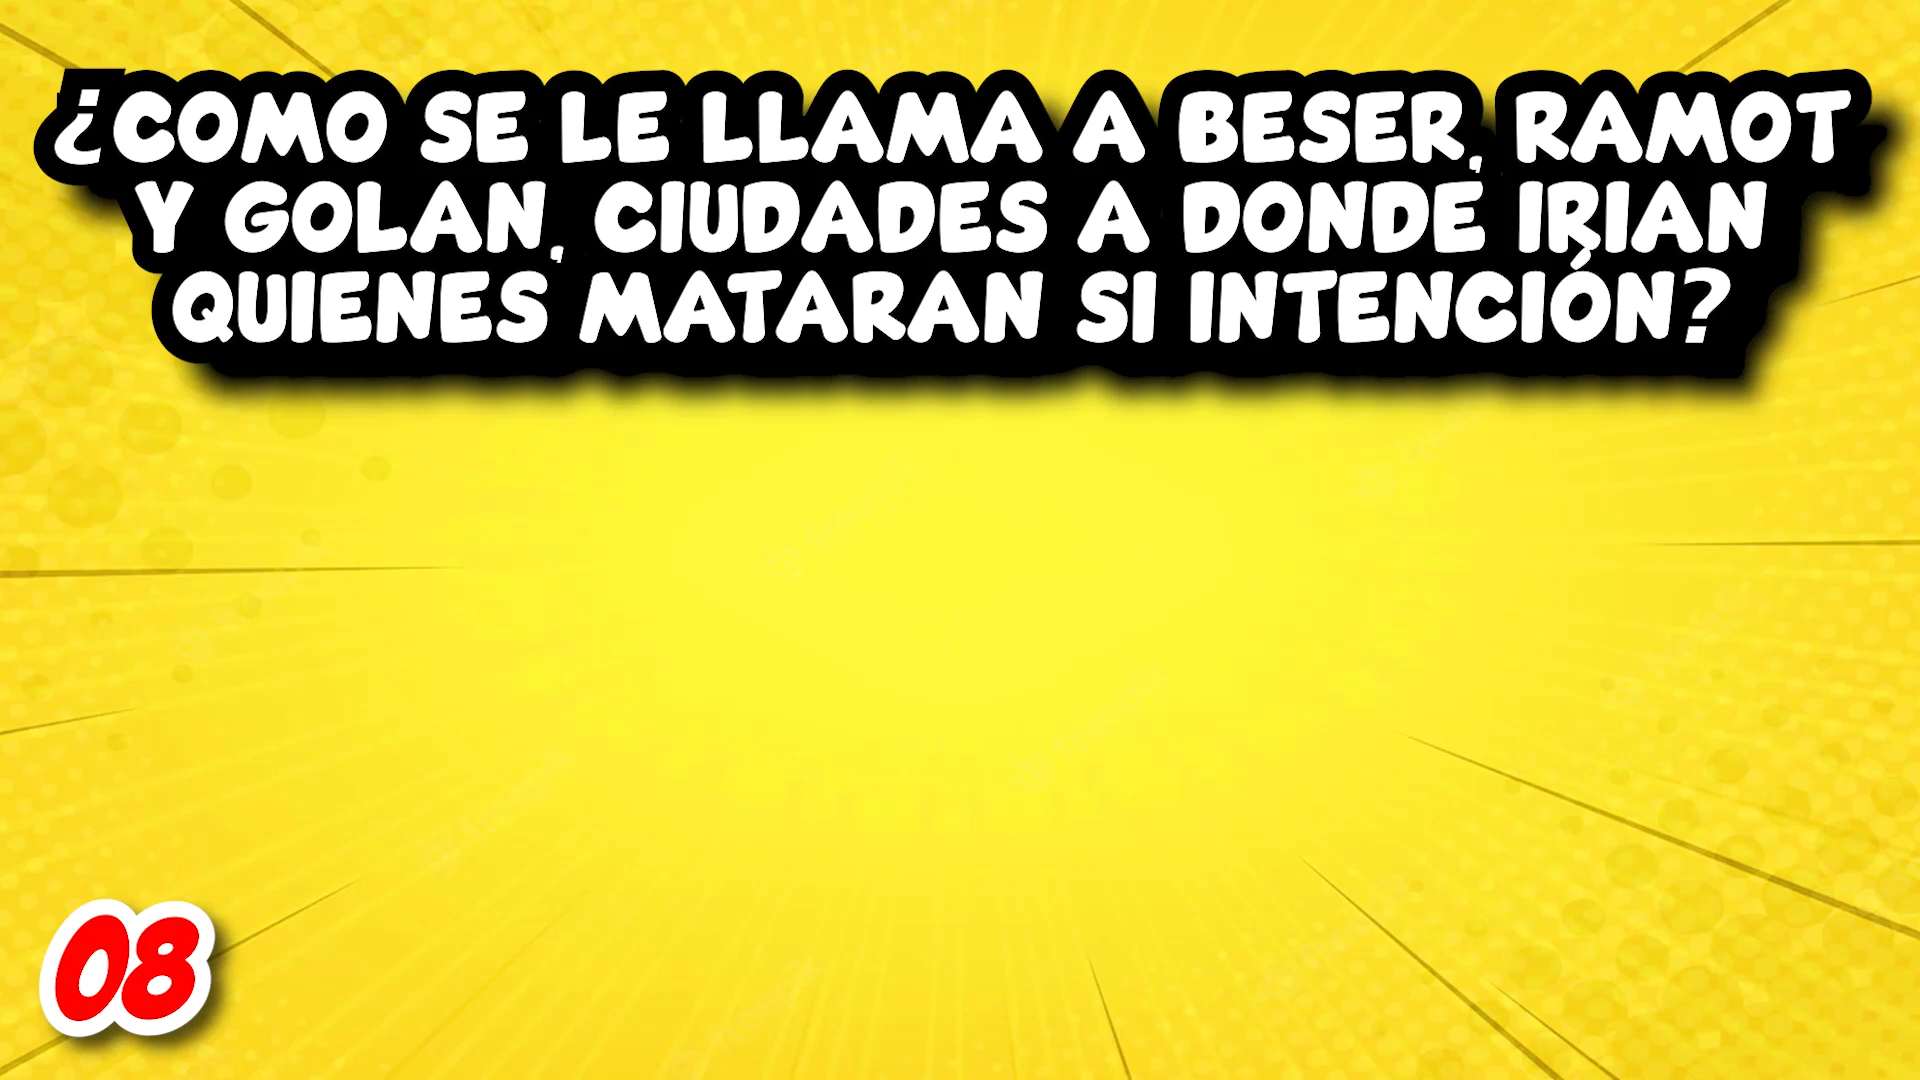 ¿COMO SE LE LLAMA A BESER, RAMOT
Y GOLAN, CIUDADES A DONDE IRIAN
QUIENES MATARAN SI INTENCIÓN?
08